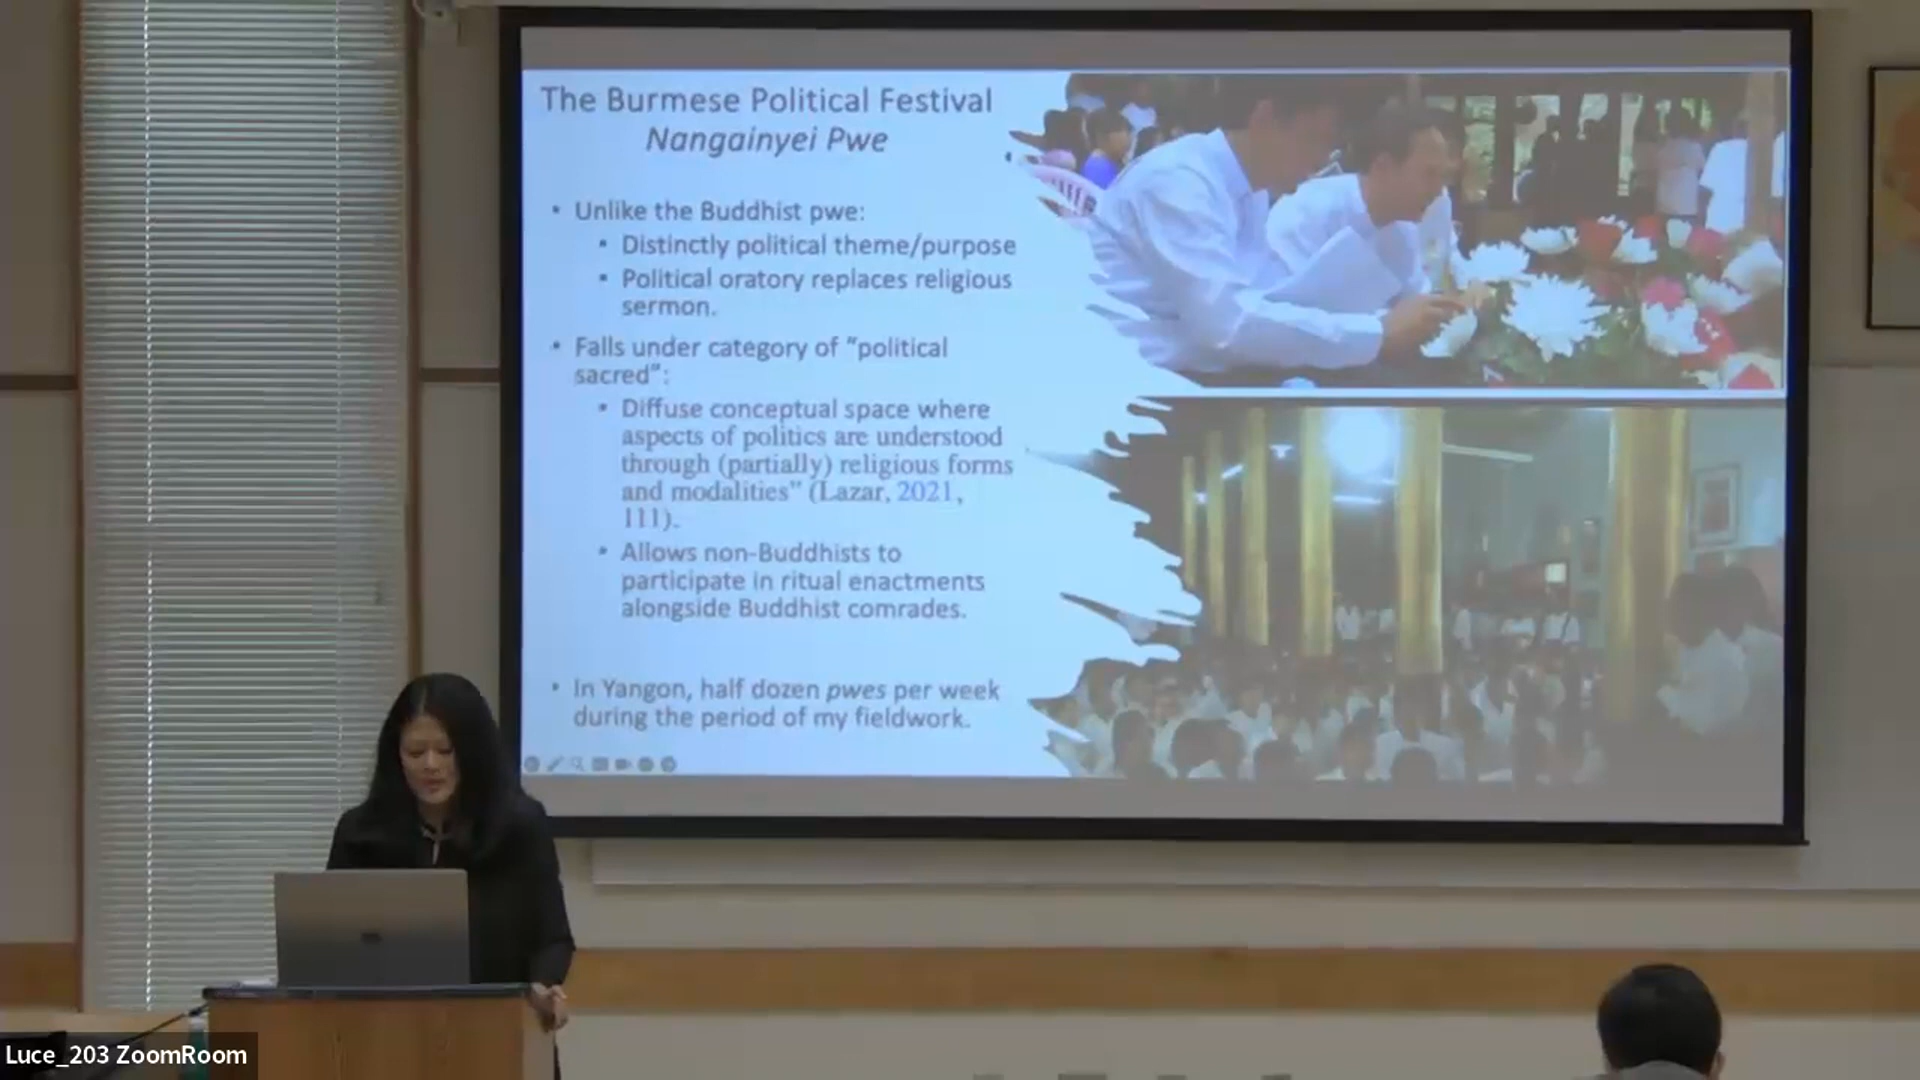 The Burmese Political Festival
Nangainyei Pwe
• Unlike the Buddhist pwe:
• Distinctly political theme/purpose
• Political oratory replaces religious
sermon.
• Falls under category of "political
sacred":
• Diffuse conceptual space where
aspects of politics are understood
through (partially) religious forms
and modalities" (Lazar, 2021,
111).
• Allows non-Buddhists to
participate in ritual enactments
alongside Buddhist comrades.
• In Yangon, half dozen pwes per week
during the period of my fieldwork.
Luce_203 ZoomRoom